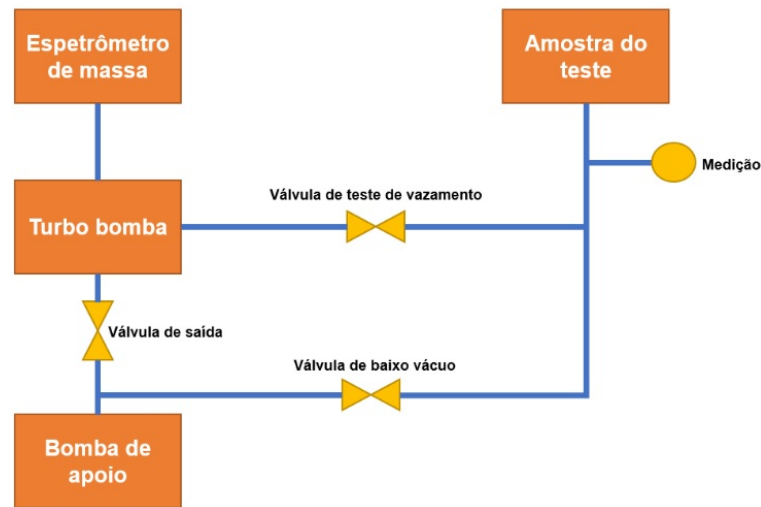 Espetrômetro
de massa
Amostra do
teste
Medição
Válvula de teste de vazamento
Turbo bomba
Válvula de saída
Válvula de baixo vácuo
Bomba de
apoio